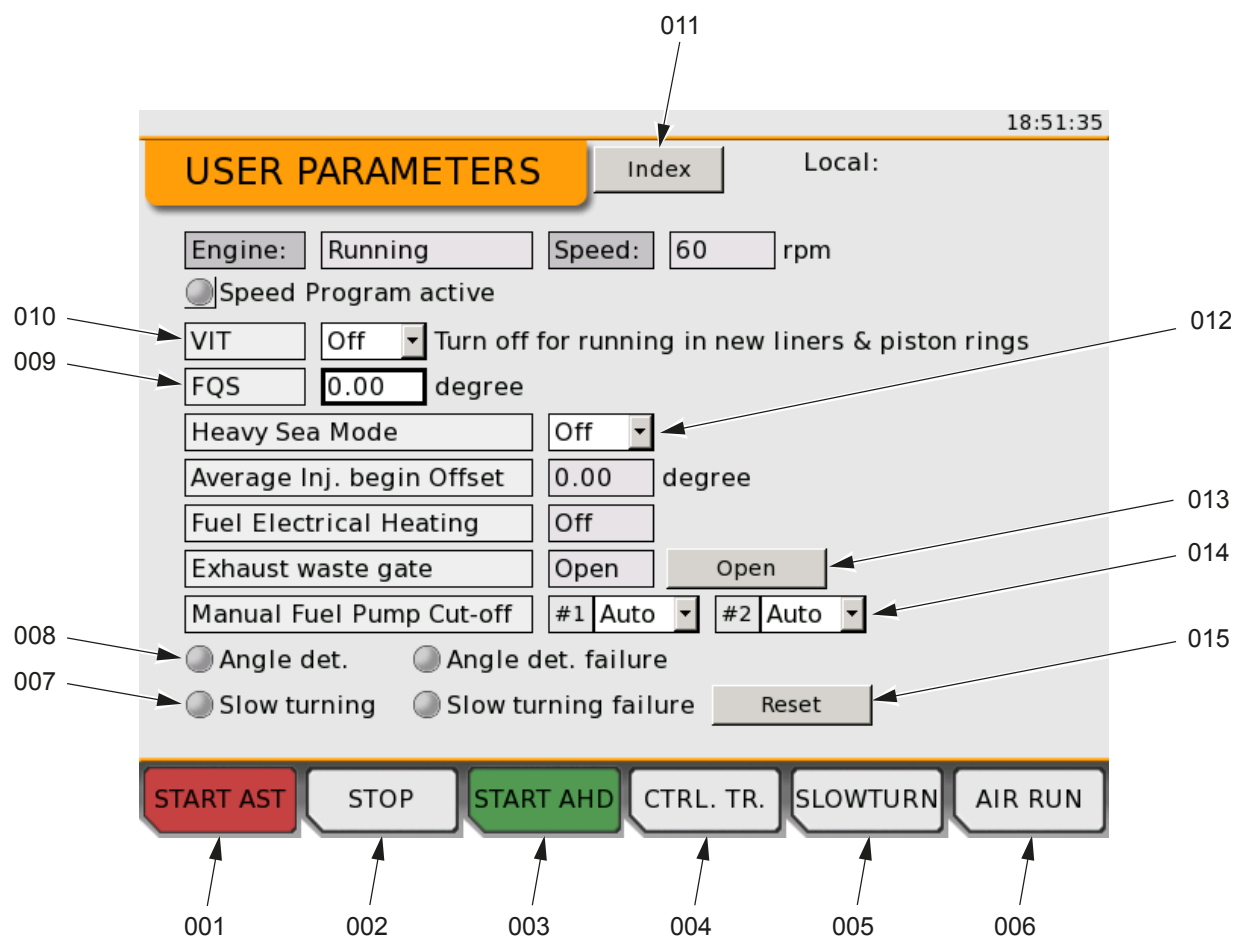 011
18:51:35
USER PARAMETERS Index Local:
Engine: Running Speed: 60 rpm
Speed Program active
010 VIT Off Turn off for running in new liners & piston rings 012
009 FQS 0.00 degree
Heavy Sea Mode Off
Average Inj. begin Offset 0.00 degree
013
Fuel Electrical Heating Off
Exhaust waste gate Open Open 014
Manual Fuel Pump Cut-off #1 Auto #2 Auto
008 Angle det. Angle det. failure 015
007 Slow turning Slow turning failure Reset
START AST STOP START AHD CTRL. TR. SLOWTURN AIR RUN
001 002 003 004 005 006